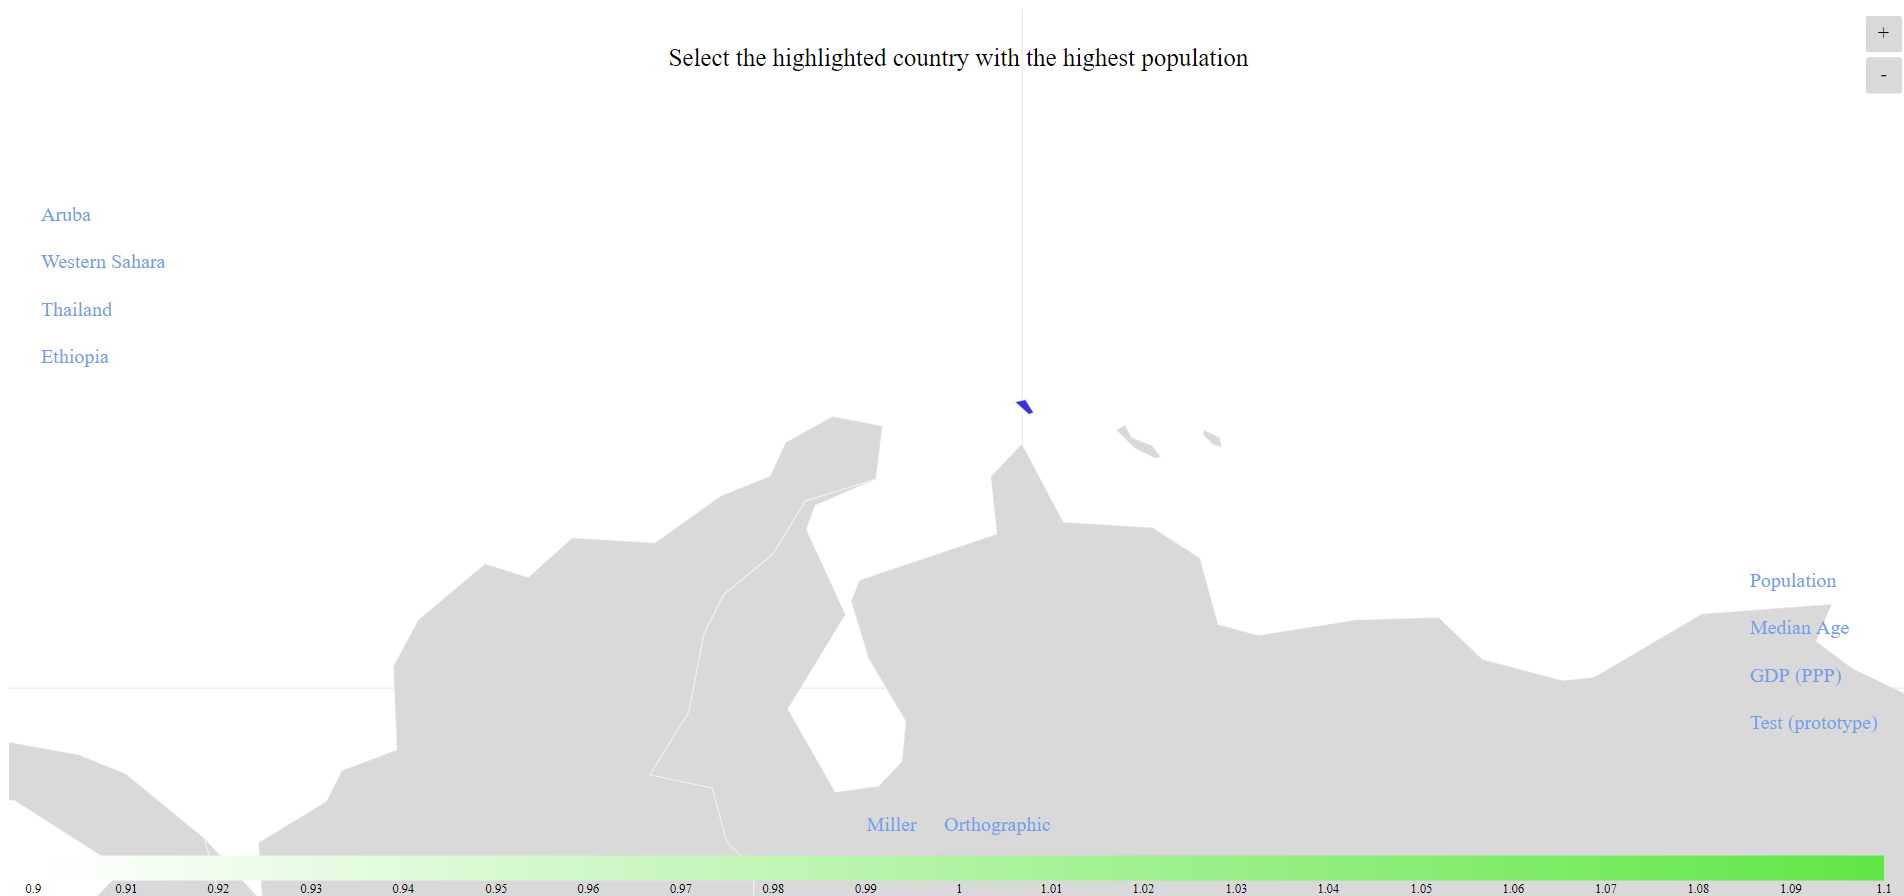 +
Select the highlighted country with the highest population
-
Aruba
Western Sahara
Thailand
Ethiopia
Population
Median Age
GDP (PPP)
Test (prototype)
Miller Orthographic
0.9 0.91 0.92 0.93 0.94 0.95 0.96 0.97 0.98 0.99 1 1.01 1.02 1.03 1.04 1.05 1.06 1.07 1.08 1.09 1.1